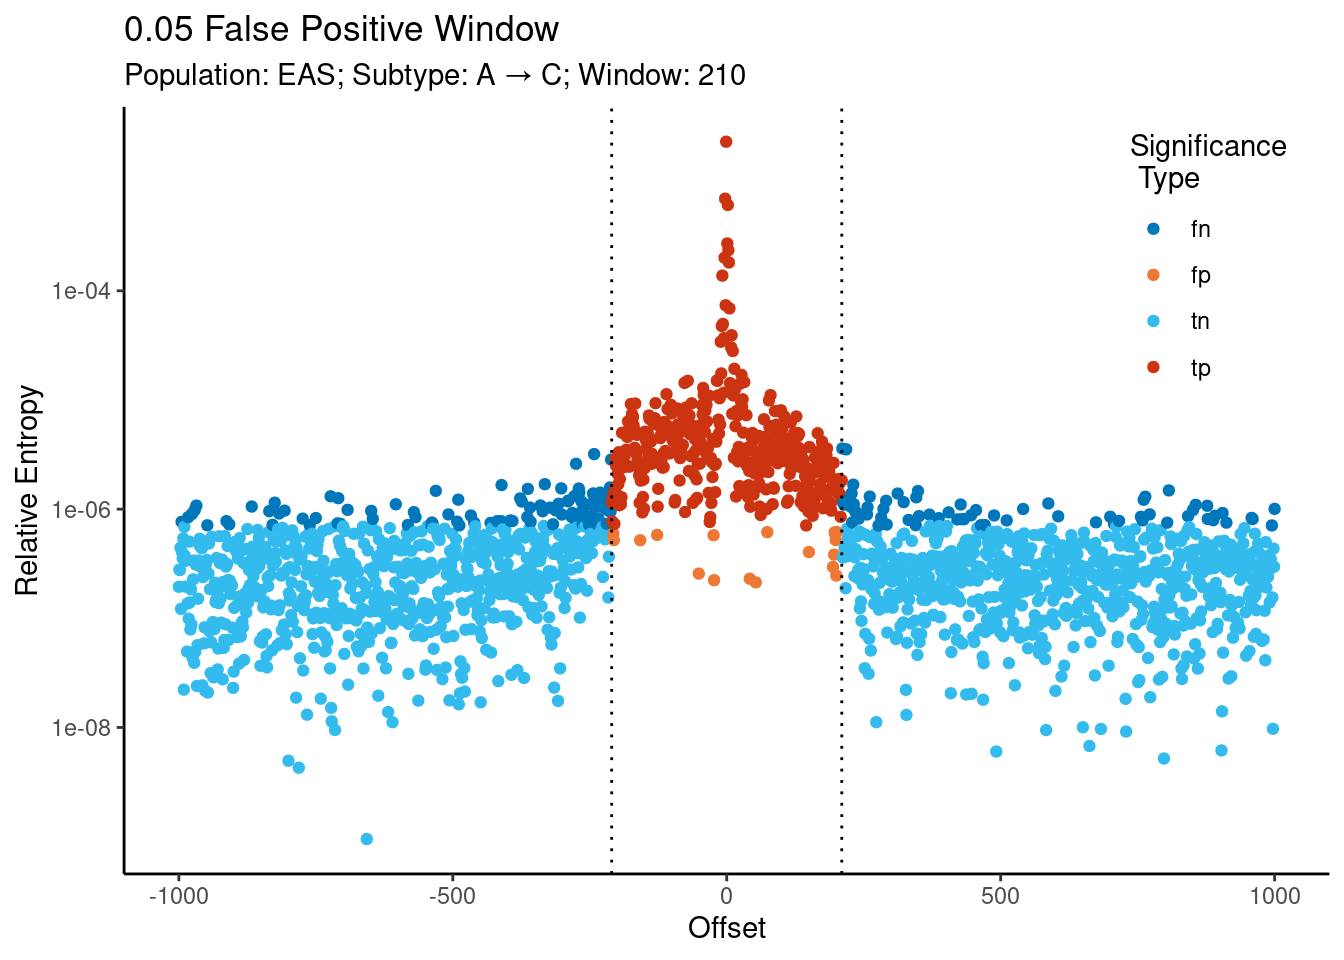 0.05 False Positive Window
Population: EAS; Subtype: A → C; Window: 210
Significance
Type
fn
fp
tn
tp
Relative Entropy
1e-04
1e-06
1e-08
-1000
-500
0
500
1000
Offset